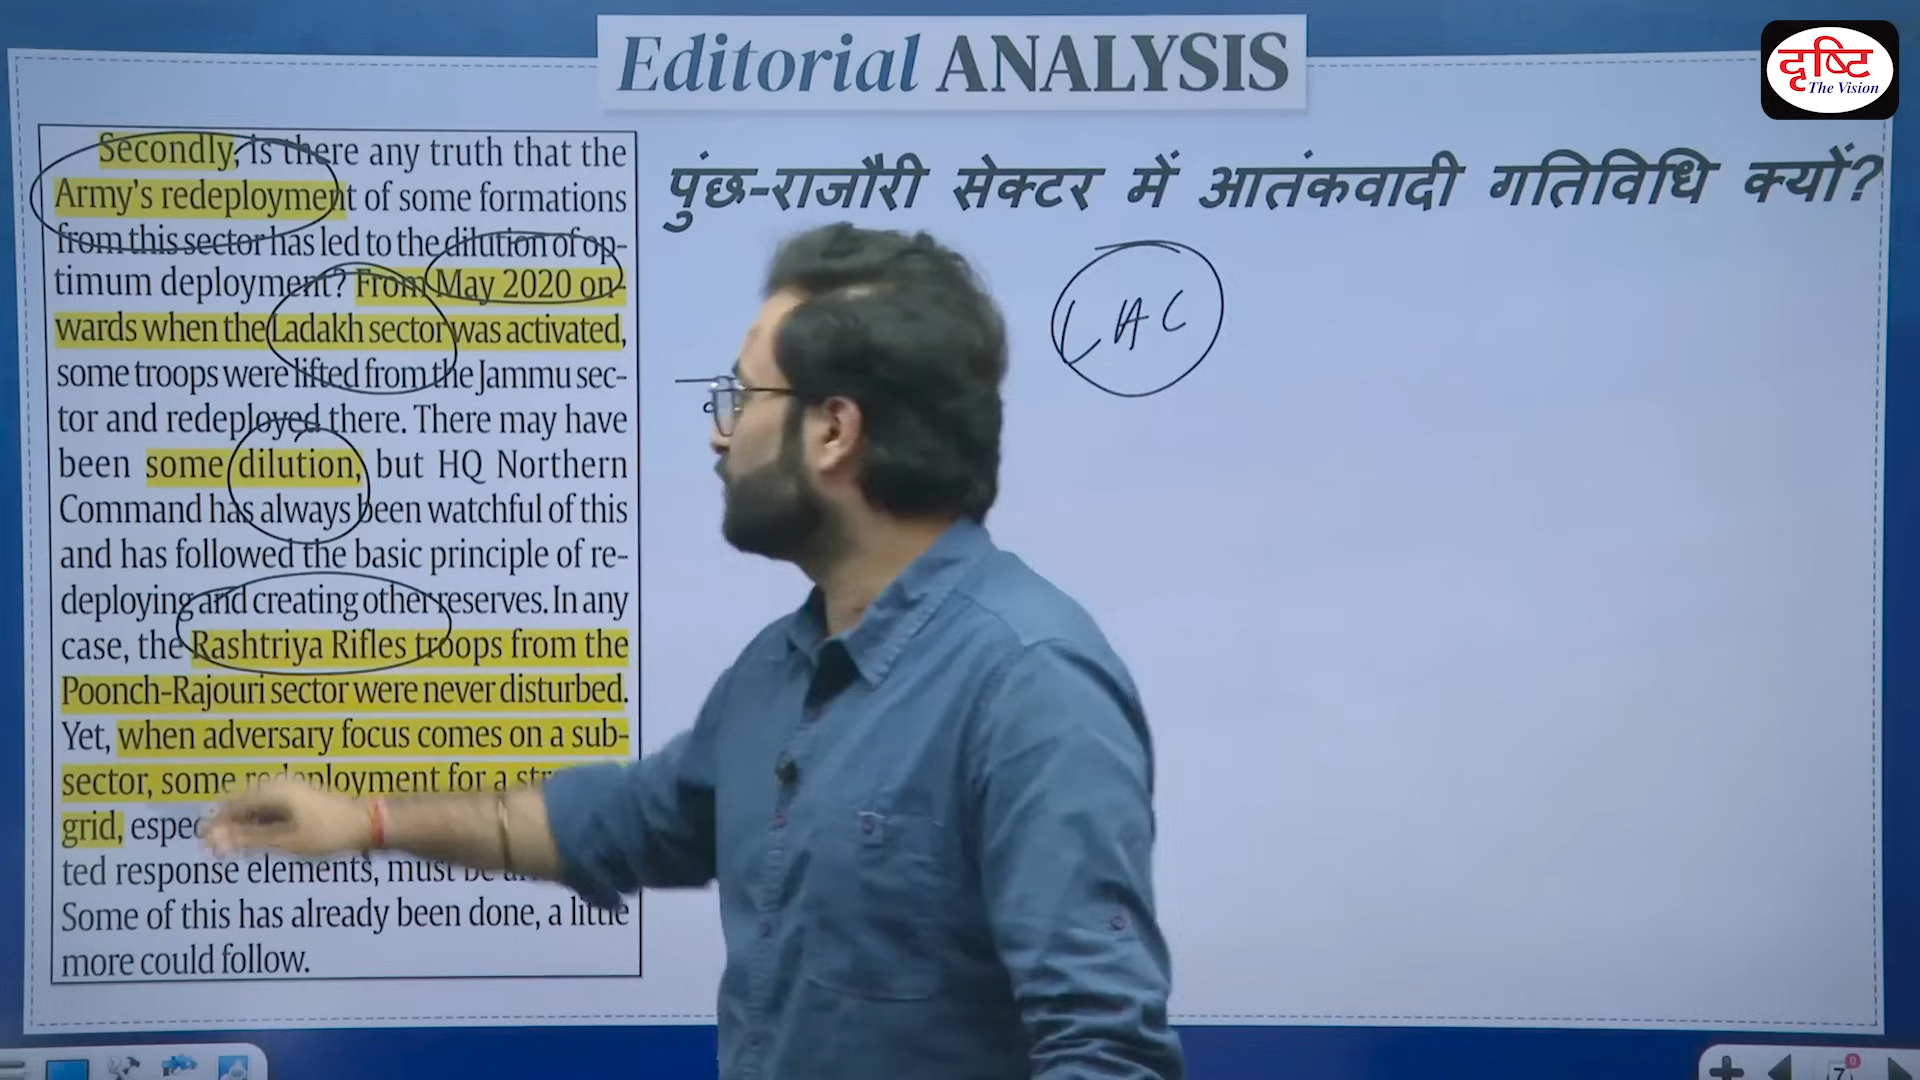 Editorial ANALYSIS
दृष्टि
The Vision
Secondly, is there any truth that the
Army's redeployment of some formations
from this sector has led to the dilution of op-
timum deployment? From May 2020 on-
wards when the Ladakh sector was activated,
some troops were lifted from the Jammu sec-
tor and redeployed there. There may have
been some dilution, but HQ Northern
Command has always been watchful of this
and has followed the basic principle of re-
deploying and creating other reserves. In any
case, the Rashtriya Rifles troops from the
Poonch-Rajouri sector were never disturbed.
Yet, when adversary focus comes on a sub-
sector, some redeployment for a
grid,
ted response elements, must be
Some of this has already been done, a little
more could follow.
पुंछ-राजौरी सेक्टर में आतंकवादी गतिविधि क्यों?
LAC
7
0